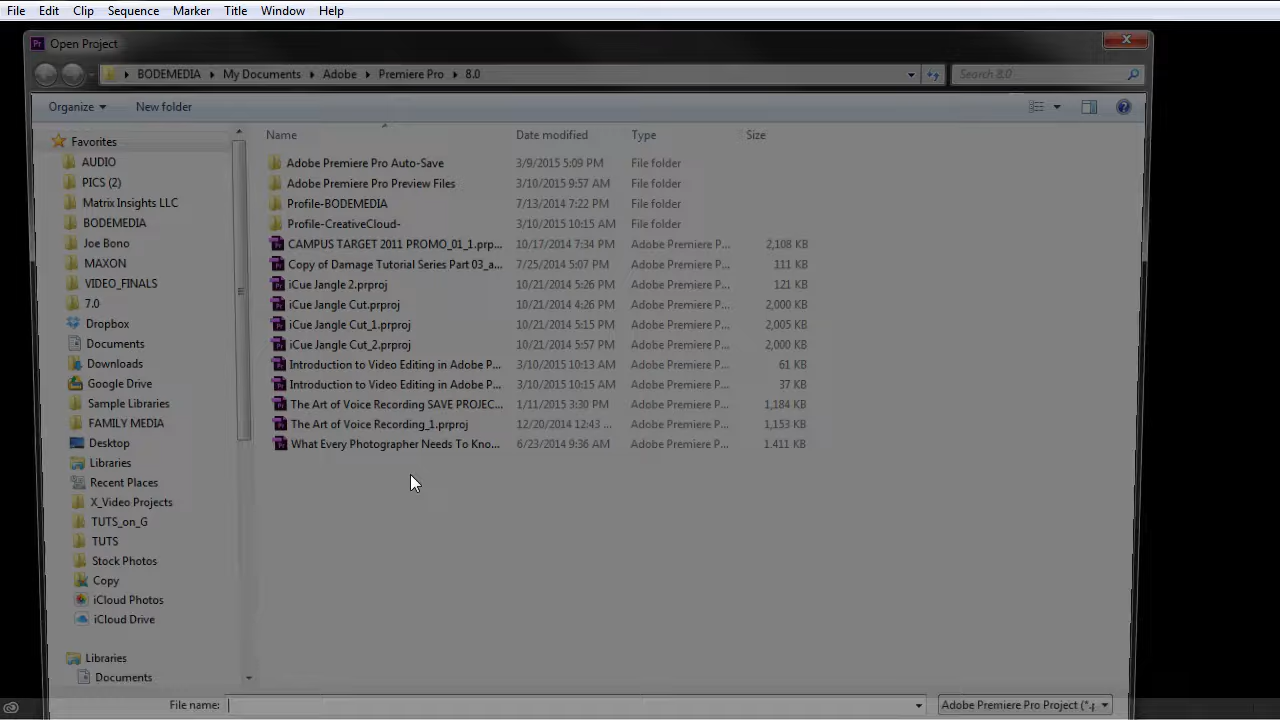 File Edit Clip Sequence Marker Title Window Help
Open Project
BODEMEDIA My Documents Adobe Premiere Pro 8.0 Search 8.0
Organize New folder
Name Date modified Type Size
Favorites
AUDIO
PICS (2)
Matrix Insights LLC
BODEMEDIA
Joe Bono
MAXON
VIDEO_FINALS
7.0
Dropbox
Documents
Downloads
Google Drive
Sample Libraries
FAMILY MEDIA
Desktop
Libraries
Recent Places
X_Video Projects
TUTS_on_G
TUTS
Stock Photos
Copy
iCloud Photos
iCloud Drive
Libraries
Documents
Adobe Premiere Pro Auto-Save 3/9/2015 5:09 PM File folder
Adobe Premiere Pro Preview Files 3/10/2015 9:57 AM File folder
Profile-BODEMEDIA 7/13/2014 7:22 PM File folder
Profile-CreativeCloud- 3/10/2015 10:15 AM File folder
CAMPUS TARGET 2011 PROMO_01_1.prp... 10/17/2014 7:34 PM Adobe Premiere P... 2,108 KB
Copy of Damage Tutorial Series Part 03_a... 7/25/2014 5:07 PM Adobe Premiere P... 111 KB
iCue Jangle 2.prproj 10/21/2014 5:26 PM Adobe Premiere P... 121 KB
iCue Jangle Cut.prproj 10/21/2014 4:26 PM Adobe Premiere P... 2,000 KB
iCue Jangle Cut_1.prproj 10/21/2014 5:15 PM Adobe Premiere P... 2,005 KB
iCue Jangle Cut_2.prproj 10/21/2014 5:57 PM Adobe Premiere P... 2,000 KB
Introduction to Video Editing in Adobe P... 3/10/2015 10:13 AM Adobe Premiere P... 61 KB
Introduction to Video Editing in Adobe P... 3/10/2015 10:15 AM Adobe Premiere P... 37 KB
The Art of Voice Recording SAVE PROJEC... 1/11/2015 3:30 PM Adobe Premiere P... 1,184 KB
The Art of Voice Recording_1.prproj 12/20/2014 12:43 ... Adobe Premiere P... 1,153 KB
What Every Photographer Needs To Kno... 6/23/2014 9:36 AM Adobe Premiere P... 1,411 KB
File name: Adobe Premiere Pro Project (*.p